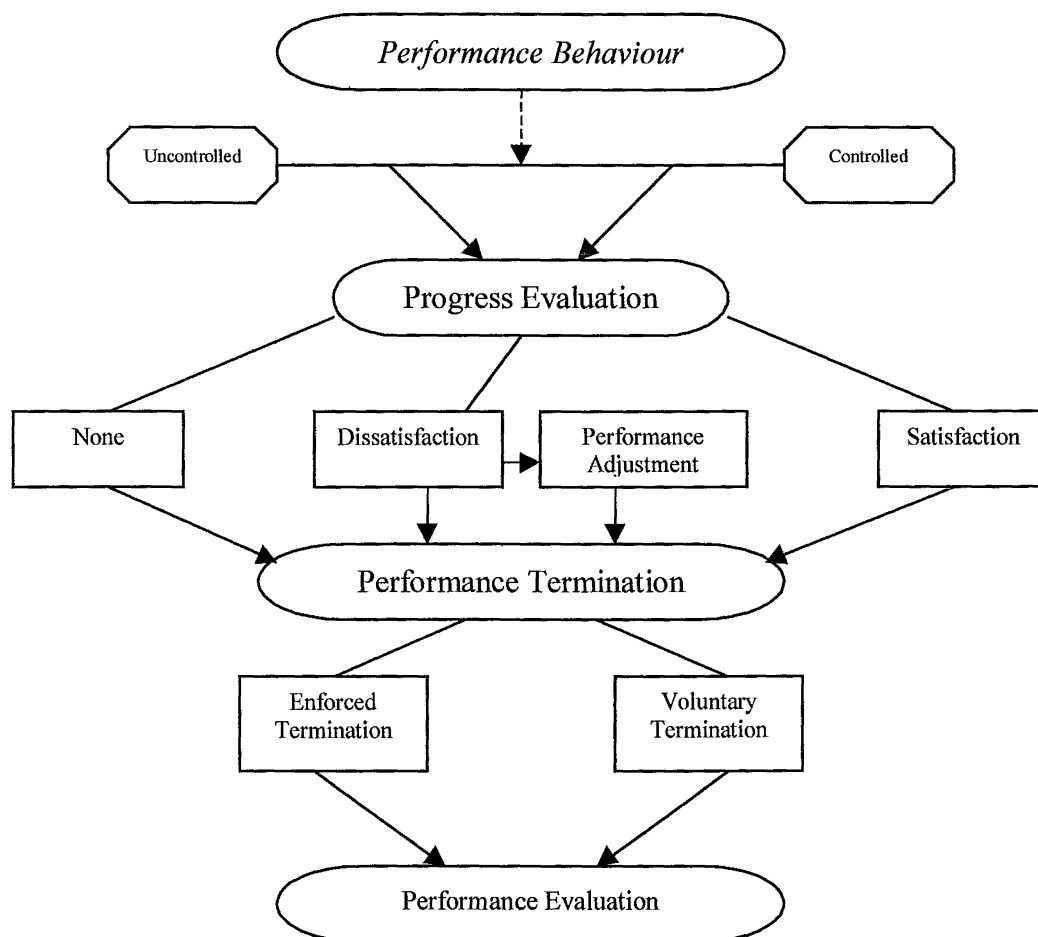 Performance Behaviour
Uncontrolled
Controlled
Progress Evaluation
None
Dissatisfaction
Performance
Adjustment
Satisfaction
Performance Termination
Enforced
Termination
Voluntary
Termination
Performance Evaluation